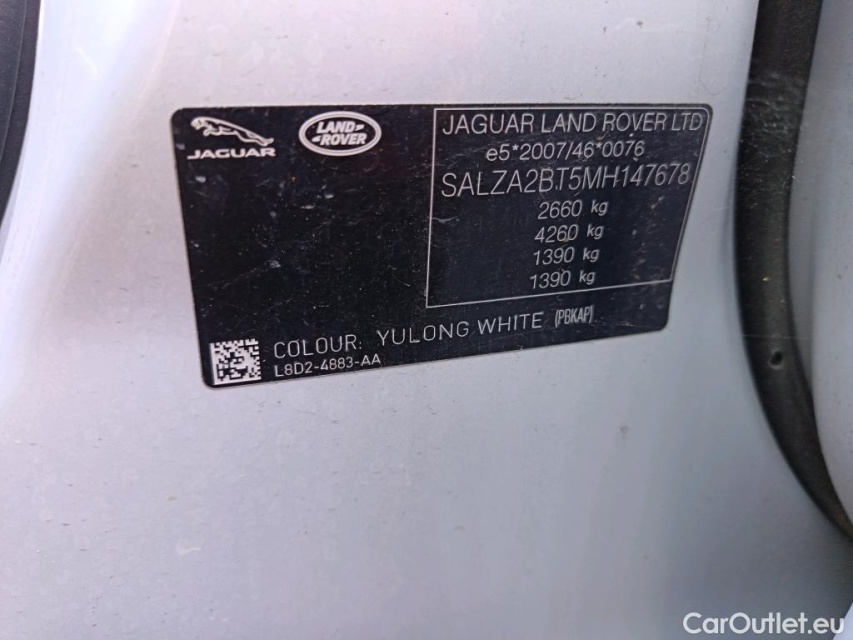 JAGUAR
LAND-
-ROVER
JAGUAR LAND ROVER LTD
e5*2007/46*0076
SALZA2BT5MH147678
2660 kg
4260 kg
1390 kg
1390 kg
COLOUR: YULONG WHITE (PBKAP)
L8D2-4883-AA
CarOutlet.eu